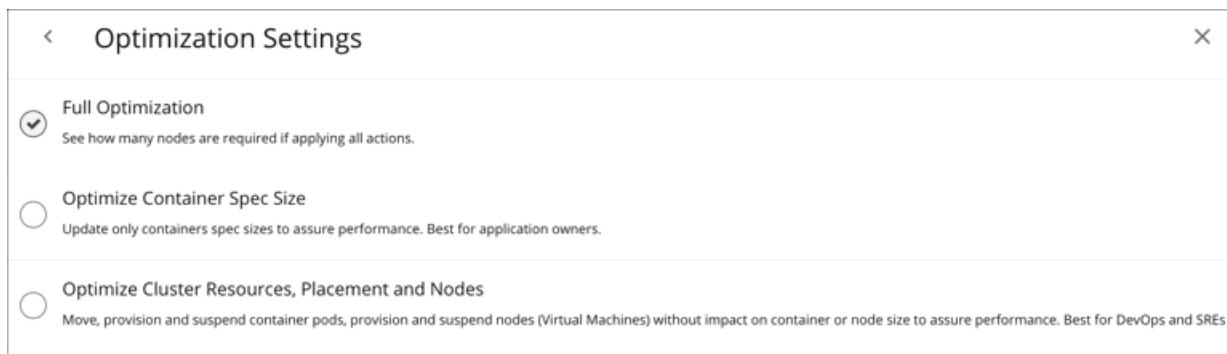 Optimization Settings
Full Optimization
See how many nodes are required if applying all actions.
Optimize Container Spec Size
Update only containers spec sizes to assure performance. Best for application owners.
Optimize Cluster Resources, Placement and Nodes
Move, provision and suspend container pods, provision and suspend nodes (Virtual Machines) without impact on container or node size to assure performance. Best for DevOps and SREs